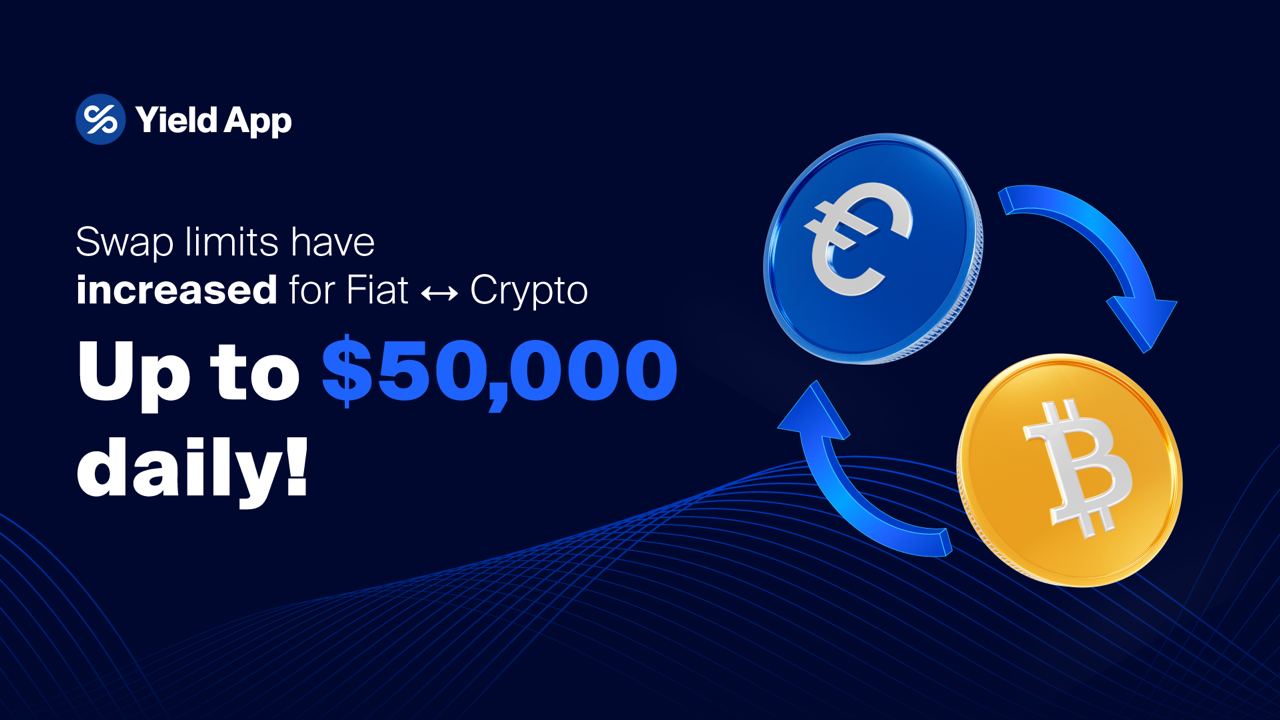 Yield App
Swap limits have
increased for Fiat ↔ Crypto
Up to $50,000
daily!